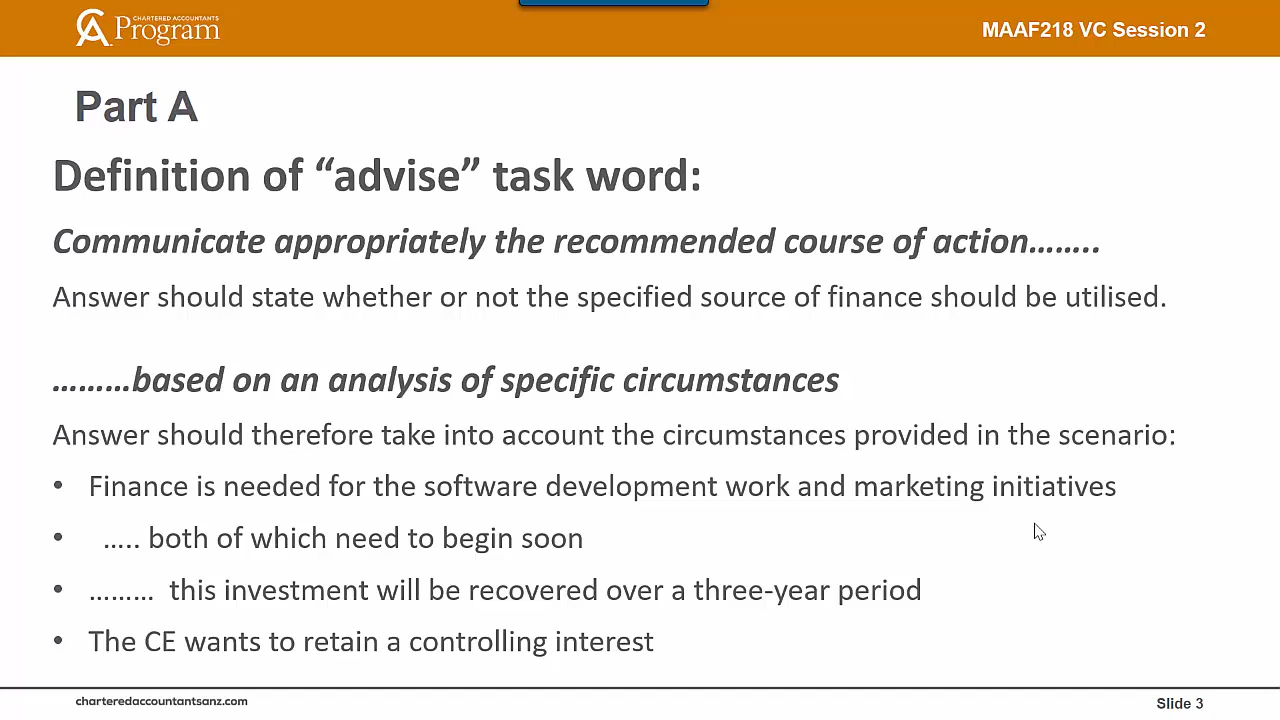 CHARTERED ACCOUNTANTS
CA Program
MAAF218 VC Session 2
Part A
Definition of “advise” task word:
Communicate appropriately the recommended course of action……..
Answer should state whether or not the specified source of finance should be utilised.
………based on an analysis of specific circumstances
Answer should therefore take into account the circumstances provided in the scenario:
• Finance is needed for the software development work and marketing initiatives
• ….. both of which need to begin soon
• ……… this investment will be recovered over a three-year period
• The CE wants to retain a controlling interest
charteredaccountantsanz.com
Slide 3